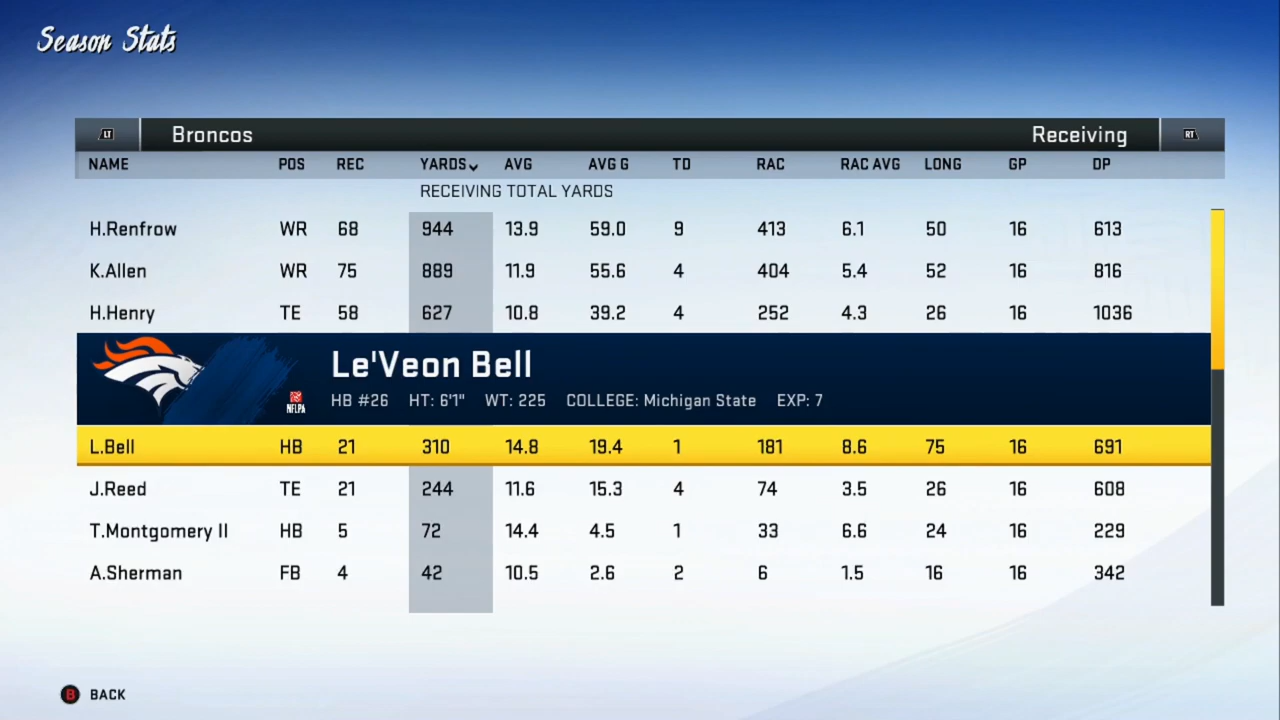 Season Stats
LT Broncos Receiving RT
NAME POS REC YARDS AVG AVG G TD RAC RAC AVG LONG GP DP
RECEIVING TOTAL YARDS
H.Renfrow WR 68 944 13.9 59.0 9 413 6.1 50 16 613
K.Allen WR 75 889 11.9 55.6 4 404 5.4 52 16 816
H.Henry TE 58 627 10.8 39.2 4 252 4.3 26 16 1036
Le'Veon Bell
NFLPA HB #26 HT: 6'1" WT: 225 COLLEGE: Michigan State EXP: 7
L.Bell HB 21 310 14.8 19.4 1 181 8.6 75 16 691
J.Reed TE 21 244 11.6 15.3 4 74 3.5 26 16 608
T.Montgomery II HB 5 72 14.4 4.5 1 33 6.6 24 16 229
A.Sherman FB 4 42 10.5 2.6 2 6 1.5 16 16 342
B BACK